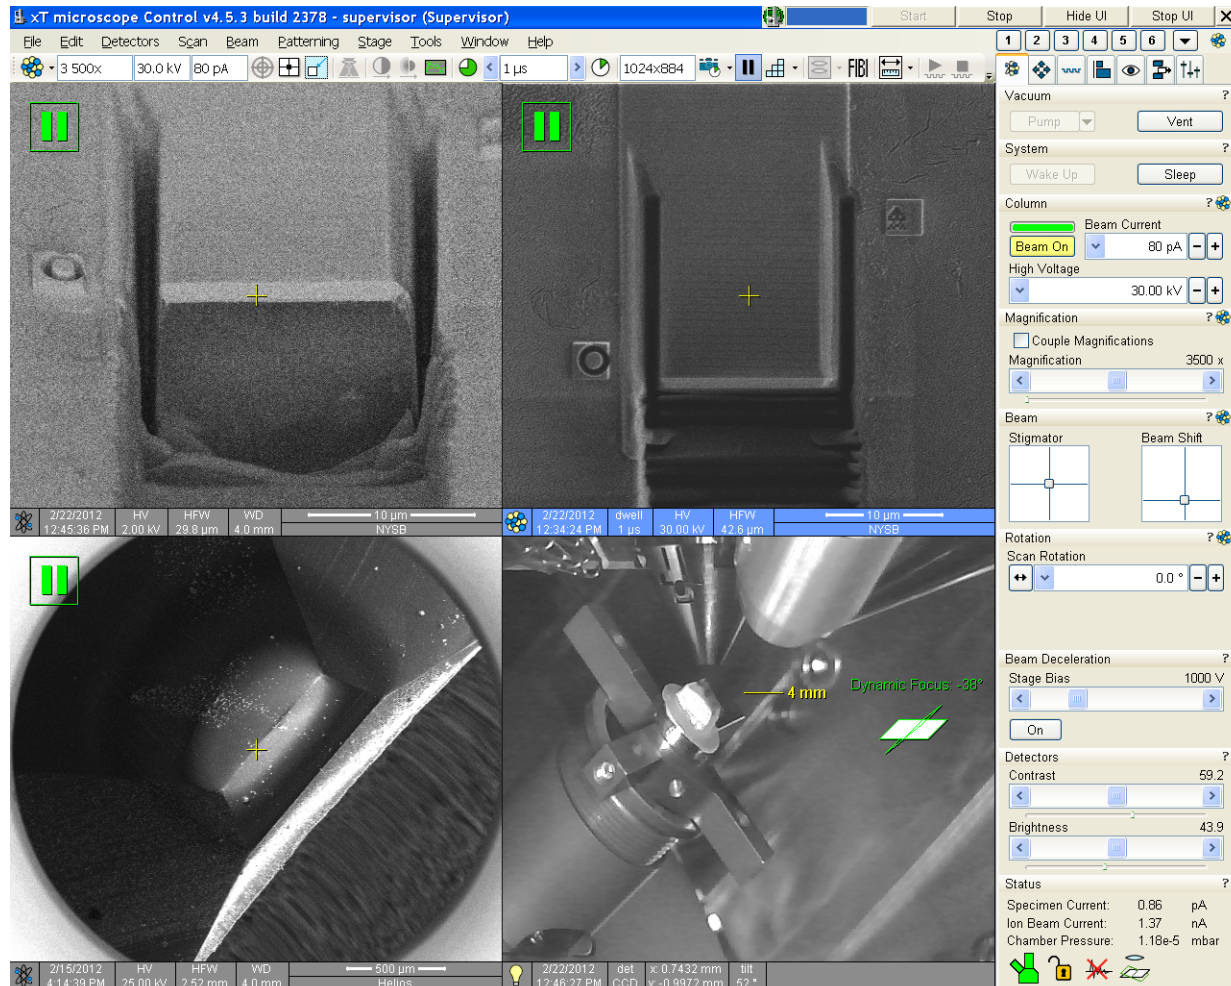 xT microscope Control v4.5.3 build 2378 - supervisor (Supervisor)
Start Stop Hide UI Stop UI
File Edit Detectors Scan Beam Patterning Stage Tools Window Help
1 2 3 4 5 6
3 500x 30.0 kV 80 pA 1 µs 1024x884 FIBI
Vacuum ?
Pump Vent
System ?
Wake Up Sleep
Column ?
Beam Current
Beam On 80 pA
High Voltage
30.00 kV
Magnification ?
Couple Magnifications
Magnification 3500 x
Beam ?
Stigmator Beam Shift
Rotation ?
Scan Rotation
0.0 °
Beam Deceleration ?
Stage Bias 1000 V
On
Detectors ?
Contrast 59.2
Brightness 43.9
Status ?
Specimen Current: 0.86 pA
Ion Beam Current: 1.37 nA
Chamber Pressure: 1.18e-5 mbar
2/22/2012 HV HFW WD 10 µm
12:45:36 PM 2.00 kV 29.8 µm 4.0 mm NYSB
2/22/2012 dwell HV HFW 10 µm
12:34:24 PM 1 µs 30.00 kV 42.6 µm NYSB
4 mm
Dynamic Focus: -38°
2/15/2012 HV HFW WD 500 µm
4:14:39 PM 25.00 kV 2.52 mm 4.0 mm Helios
2/22/2012 det x: 0.7432 mm tilt
12:46:27 PM CCD y: -0.9972 mm 52 °